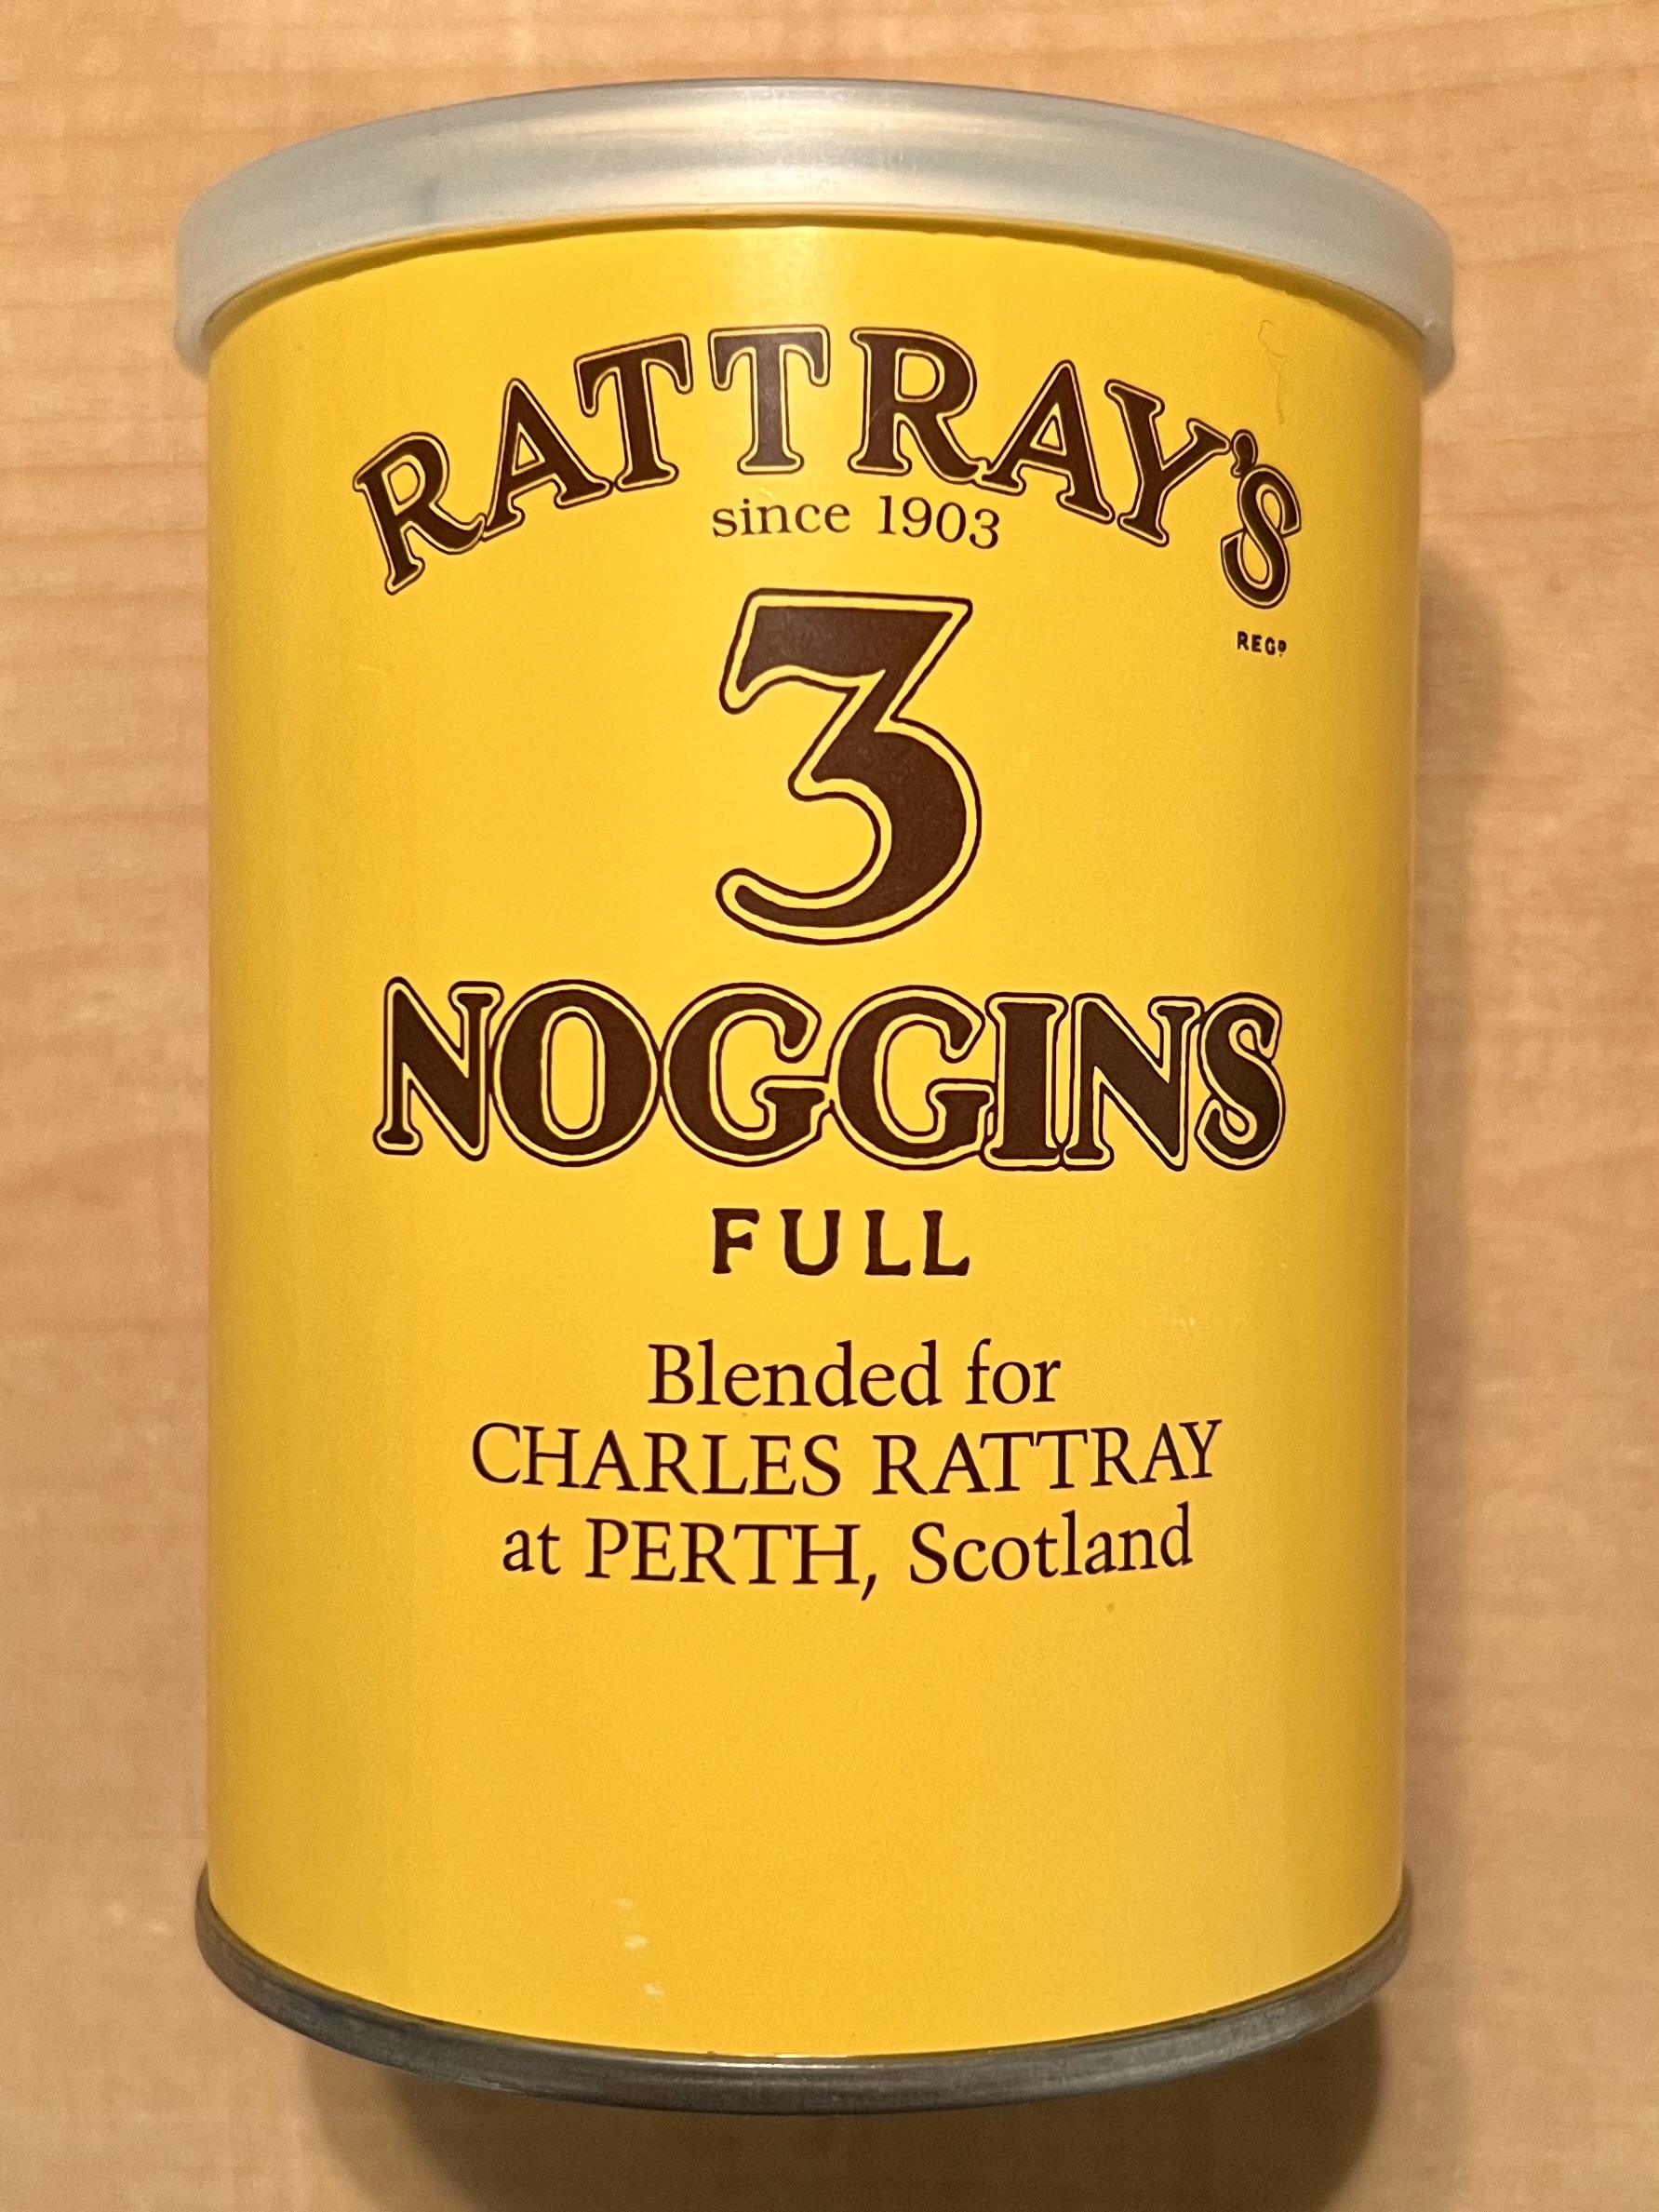 RATTRAY'S
since 1903
REGD
3
NOGGINS
FULL
Blended for
CHARLES RATTRAY
at PERTH, Scotland